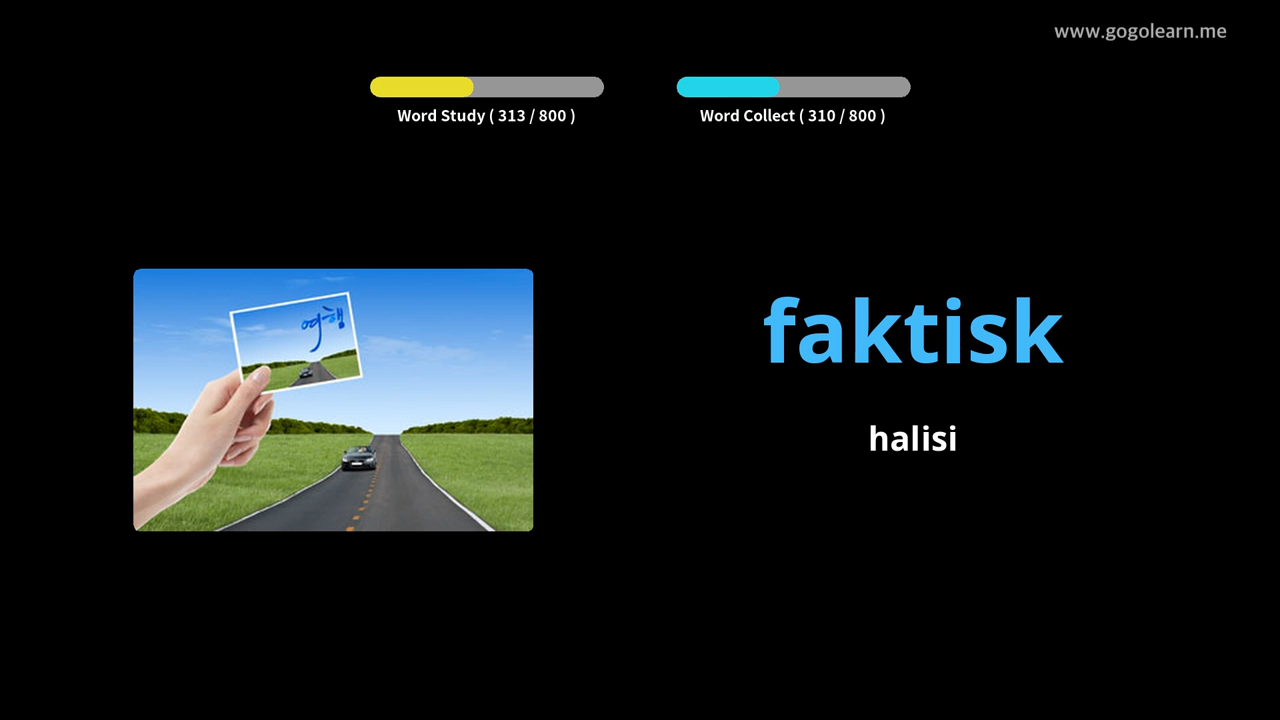 www.gogolearn.me
Word Study ( 313 / 800 )
Word Collect ( 310 / 800 )
여행
faktisk
halisi